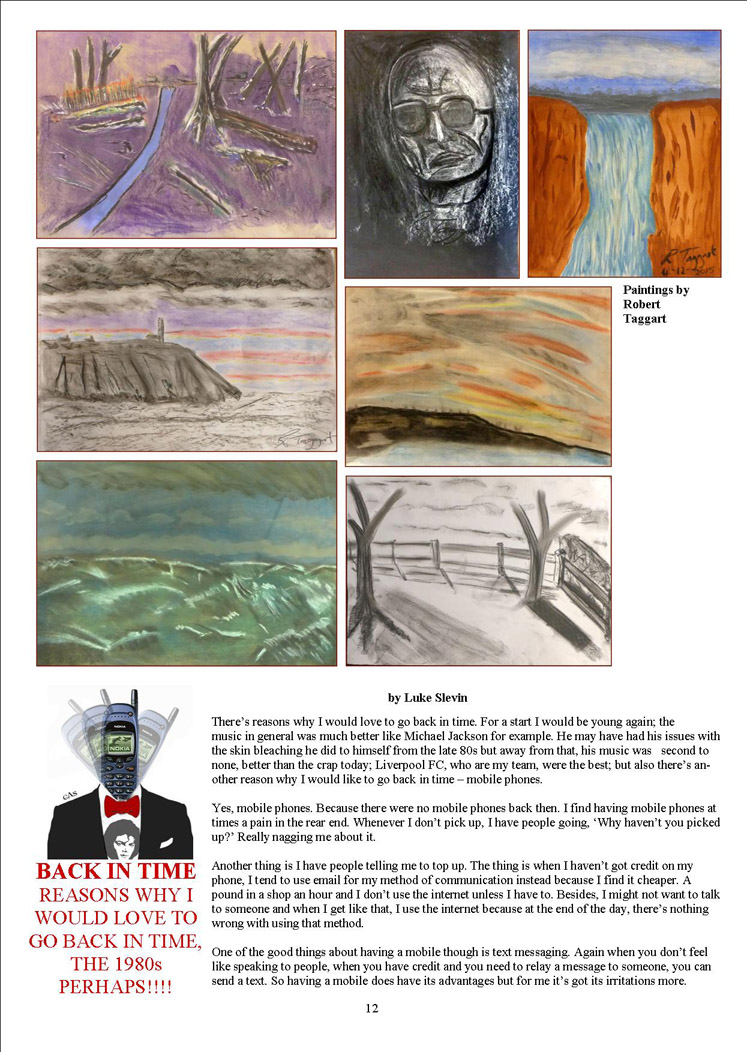 R Taggart
4-12-2015
Paintings by
Robert
Taggart
R Taggart
by Luke Slevin
There's reasons why I would love to go back in time. For a start I would be young again; the
music in general was much better like Michael Jackson for example. He may have had his issues with
the skin bleaching he did to himself from the late 80s but away from that, his music was second to
none, better than the crap today; Liverpool FC, who are my team, were the best; but also there's an-
other reason why I would like to go back in time – mobile phones.
Yes, mobile phones. Because there were no mobile phones back then. I find having mobile phones at
times a pain in the rear end. Whenever I don't pick up, I have people going, 'Why haven't you picked
up?' Really nagging me about it.
Another thing is I have people telling me to top up. The thing is when I haven't got credit on my
phone, I tend to use email for my method of communication instead because I find it cheaper. A
pound in a shop an hour and I don't use the internet unless I have to. Besides, I might not want to talk
to someone and when I get like that, I use the internet because at the end of the day, there's nothing
wrong with using that method.
One of the good things about having a mobile though is text messaging. Again when you don't feel
like speaking to people, when you have credit and you need to relay a message to someone, you can
send a text. So having a mobile does have its advantages but for me it's got its irritations more.
NOKIA
CAS
BACK IN TIME
REASONS WHY I
WOULD LOVE TO
GO BACK IN TIME,
THE 1980s
PERHAPS!!!!
12